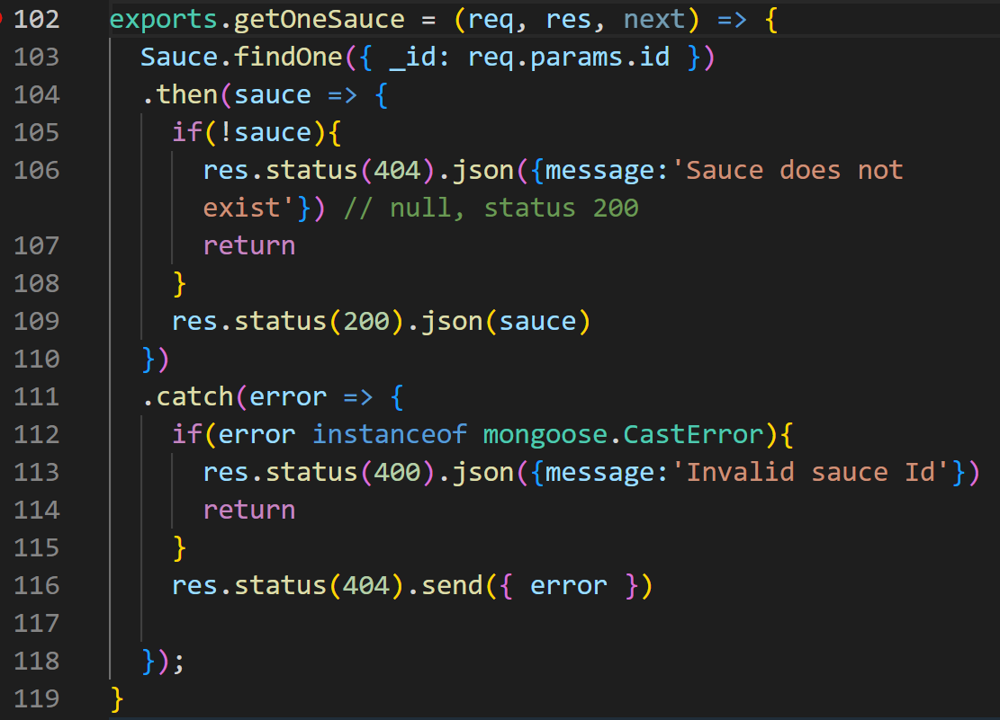 102 exports.getOneSauce = (req, res, next) => {
103 Sauce.findOne({ _id: req.params.id })
104 .then(sauce => {
105 if(!sauce){
106 res.status(404).json({message:'Sauce does not
exist'}) // null, status 200
107 return
108 }
109 res.status(200).json(sauce)
110 })
111 .catch(error => {
112 if(error instanceof mongoose.CastError){
113 res.status(400).json({message:'Invalid sauce Id'})
114 return
115 }
116 res.status(404).send({ error })
117
118 });
119 }